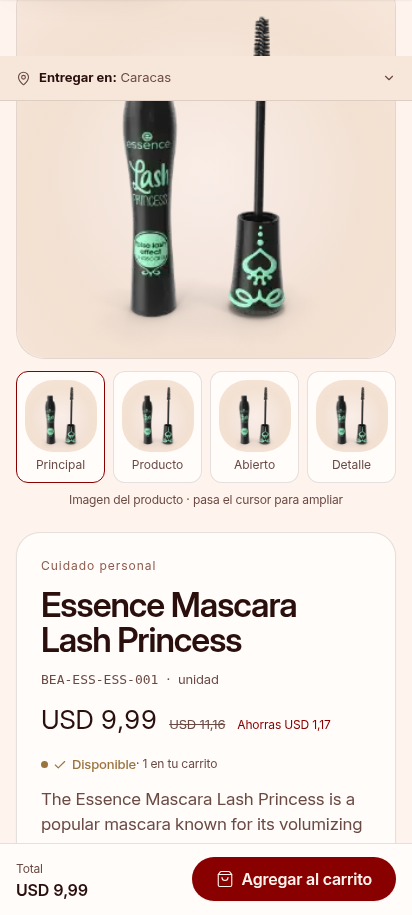 Entregar en: Caracas
essence
Lash
PRINCESS
false lash
effect
Principal
Producto
Abierto
Detalle
Imagen del producto · pasa el cursor para ampliar
Cuidado personal
Essence Mascara
Lash Princess
BEA-ESS-ESS-001 · unidad
USD 9,99 USD 11,16 Ahorras USD 1,17
Disponible · 1 en tu carrito
The Essence Mascara Lash Princess is a
popular mascara known for its volumizing
Total
USD 9,99
Agregar al carrito